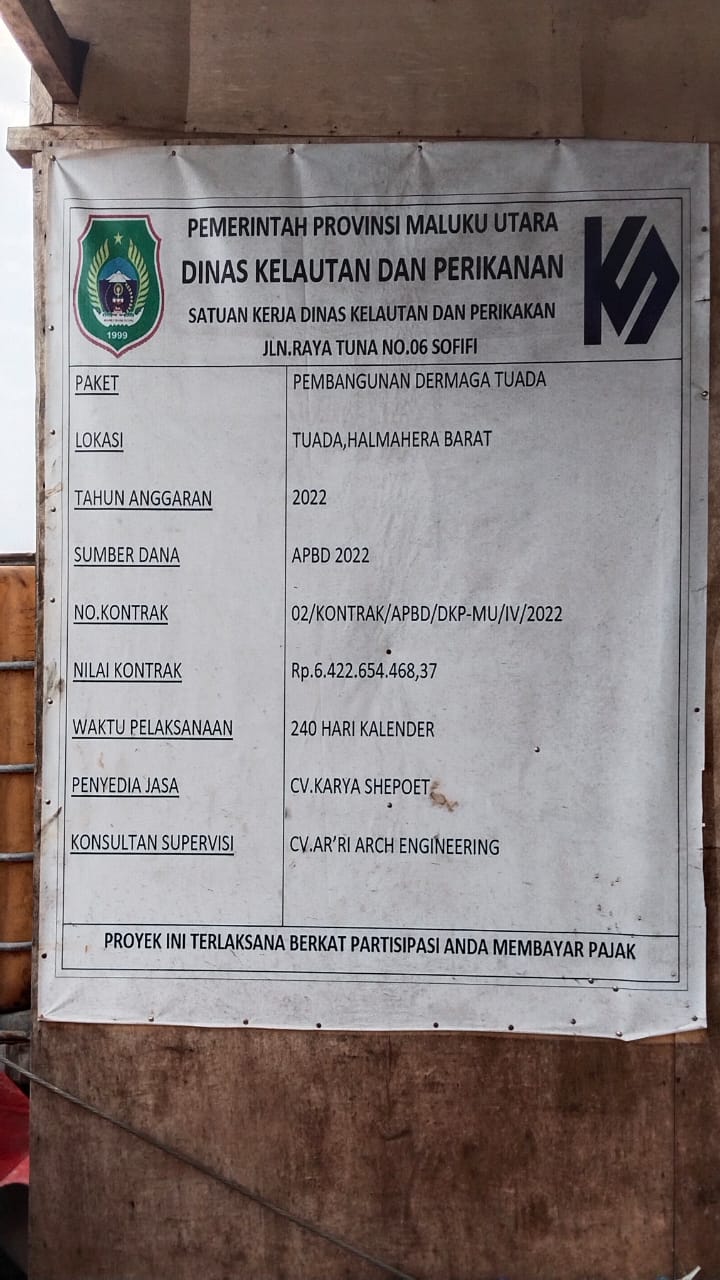 PEMERINTAH PROVINSI MALUKU UTARA
DINAS KELAUTAN DAN PERIKANAN
SATUAN KERJA DINAS KELAUTAN DAN PERIKAKAN
JLN.RAYA TUNA NO.06 SOFIFI
1999
KS
PAKET PEMBANGUNAN DERMAGA TUADA
LOKASI TUADA,HALMAHERA BARAT
TAHUN ANGGARAN 2022
SUMBER DANA APBD 2022
NO.KONTRAK 02/KONTRAK/APBD/DKP-MU/IV/2022
NILAI KONTRAK Rp.6.422.654.468,37
WAKTU PELAKSANAAN 240 HARI KALENDER
PENYEDIA JASA CV.KARYA SHEPOET
KONSULTAN SUPERVISI CV.AR'RI ARCH ENGINEERING
PROYEK INI TERLAKSANA BERKAT PARTISIPASI ANDA MEMBAYAR PAJAK